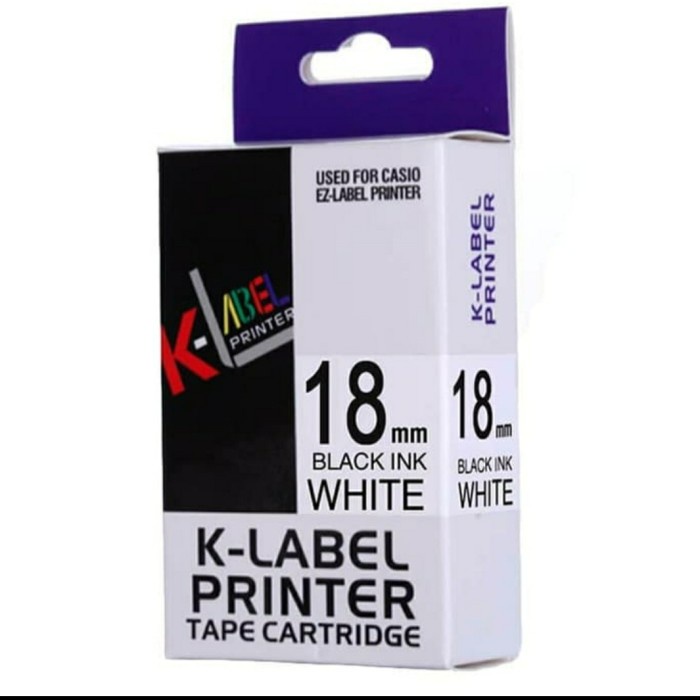 USED FOR CASIO
EZ-LABEL PRINTER
K-LABEL
PRINTER
K-LABEL
PRINTER
18mm
BLACK INK
WHITE
18mm
BLACK INK
WHITE
K-LABEL
PRINTER
TAPE CARTRIDGE